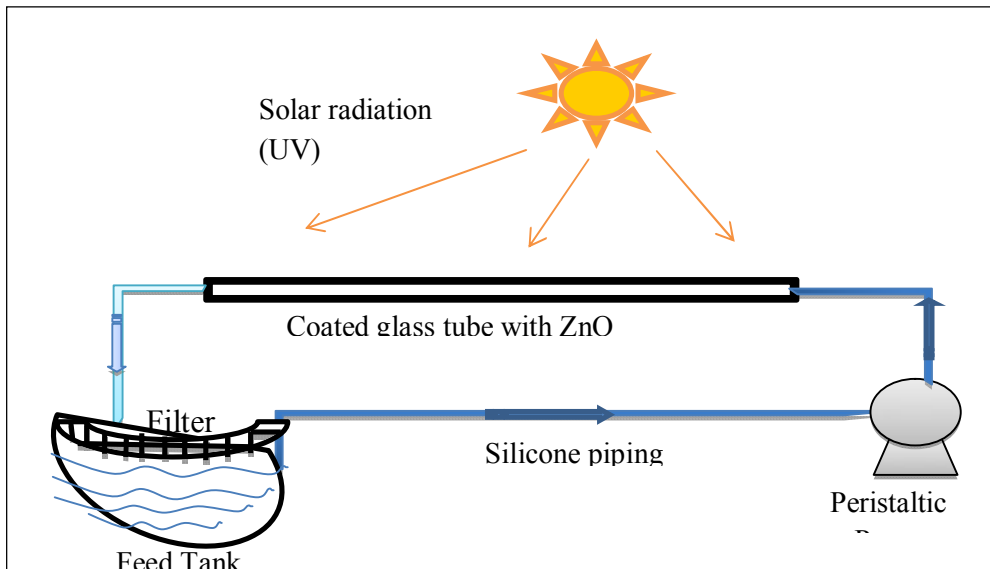 Solar radiation
(UV)
Coated glass tube with ZnO
Filter
Silicone piping
Peristaltic
Feed Tank